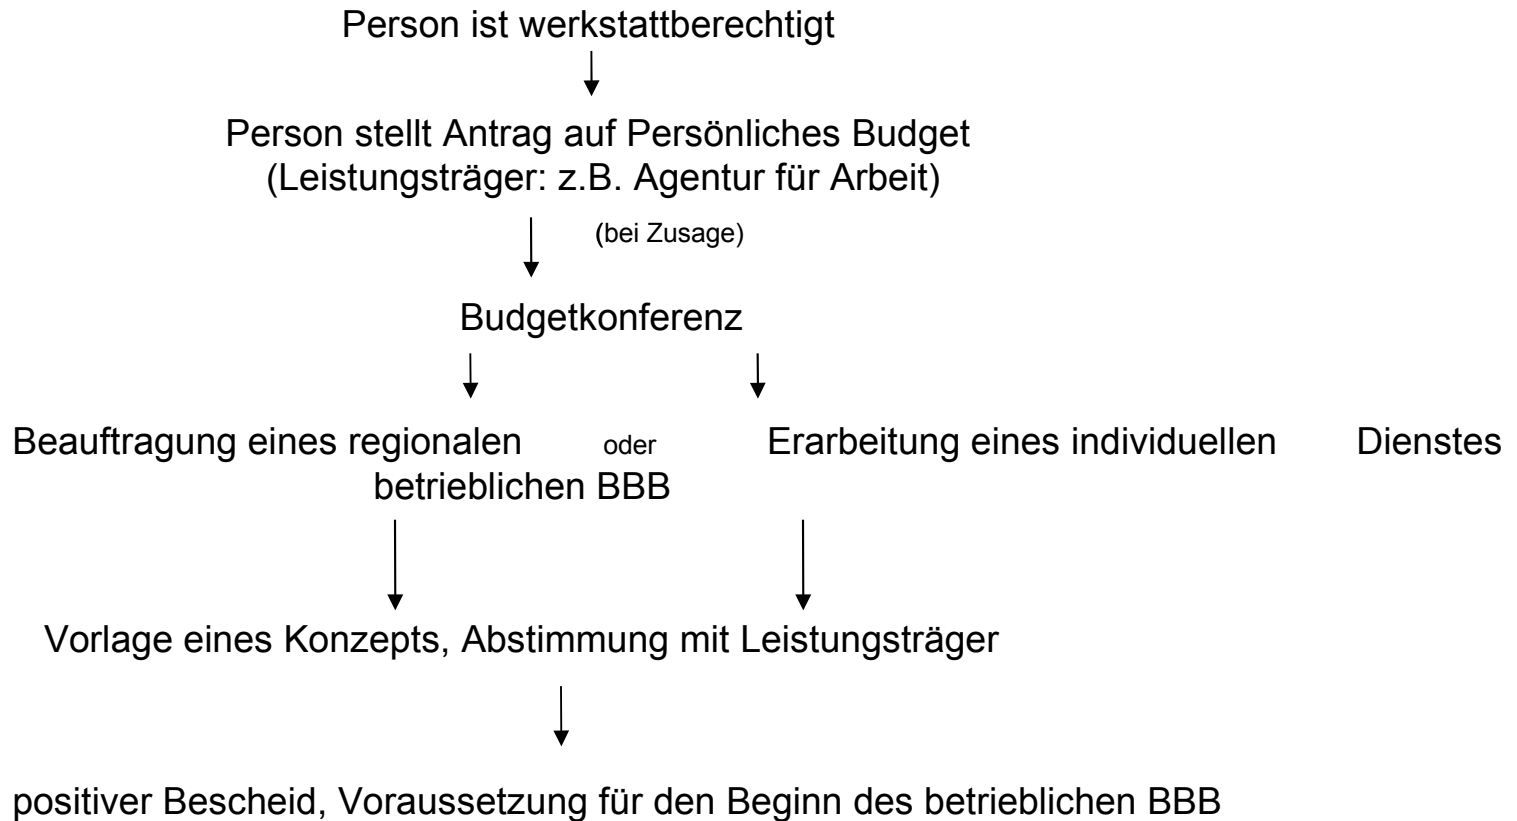 Person ist werkstattberechtigt
Person stellt Antrag auf Persönliches Budget
(Leistungsträger: z.B. Agentur für Arbeit)
(bei Zusage)
Budgetkonferenz
Beauftragung eines regionalen oder Erarbeitung eines individuellen Dienstes
betrieblichen BBB
Vorlage eines Konzepts, Abstimmung mit Leistungsträger
positiver Bescheid, Voraussetzung für den Beginn des betrieblichen BBB